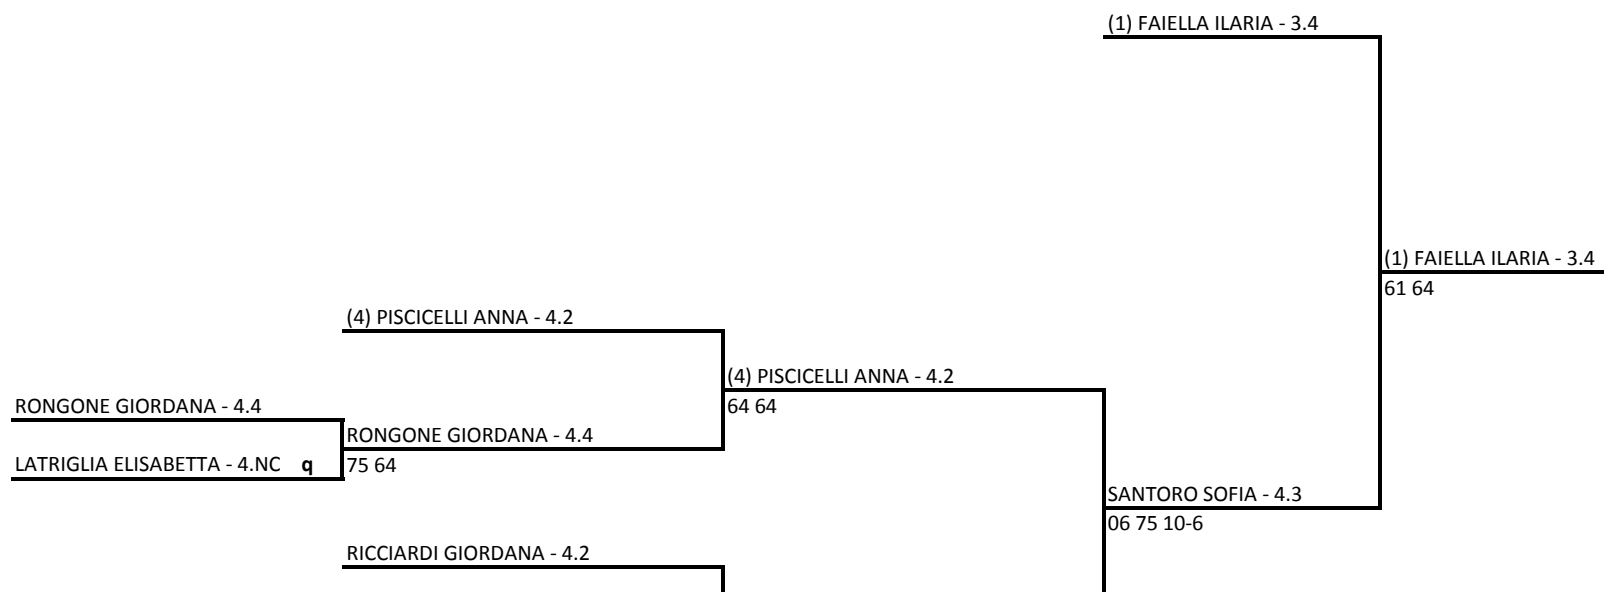 (1) FAIELLA ILARIA - 3.4
(1) FAIELLA ILARIA - 3.4
61 64
(4) PISCICELLI ANNA - 4.2
(4) PISCICELLI ANNA - 4.2
64 64
RONGONE GIORDANA - 4.4
RONGONE GIORDANA - 4.4
75 64
LATRIGLIA ELISABETTA - 4.NC q
SANTORO SOFIA - 4.3
06 75 10-6
RICCIARDI GIORDANA - 4.2